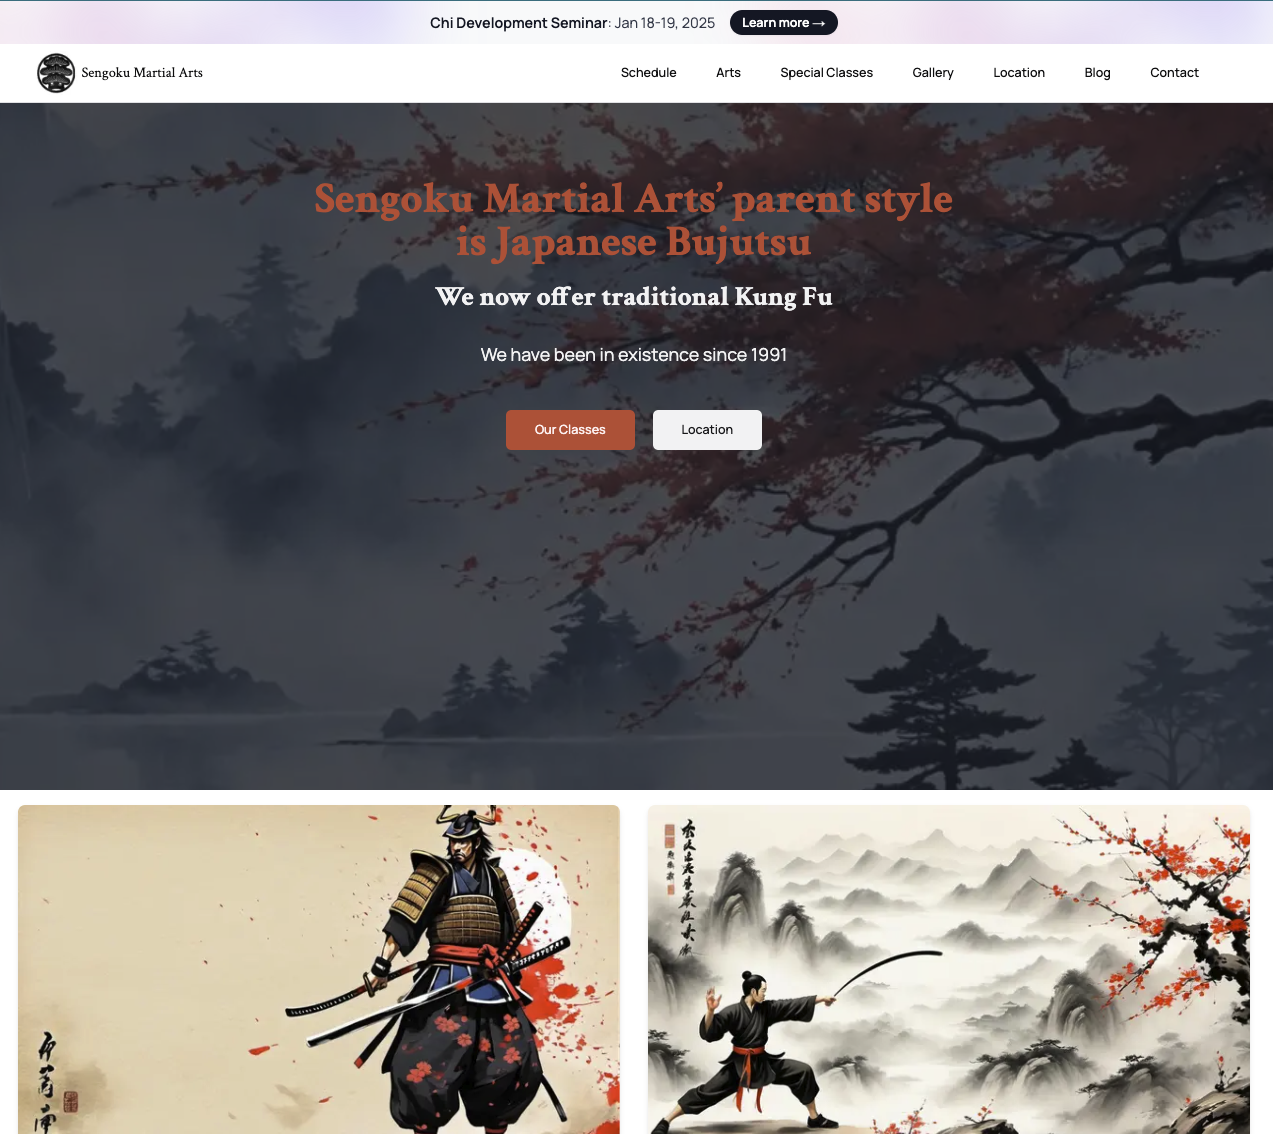 Chi Development Seminar: Jan 18-19, 2025 Learn more →
Sengoku Martial Arts
Schedule Arts Special Classes Gallery Location Blog Contact
Sengoku Martial Arts’ parent style
is Japanese Bujutsu
We now offer traditional Kung Fu
We have been in existence since 1991
Our Classes Location